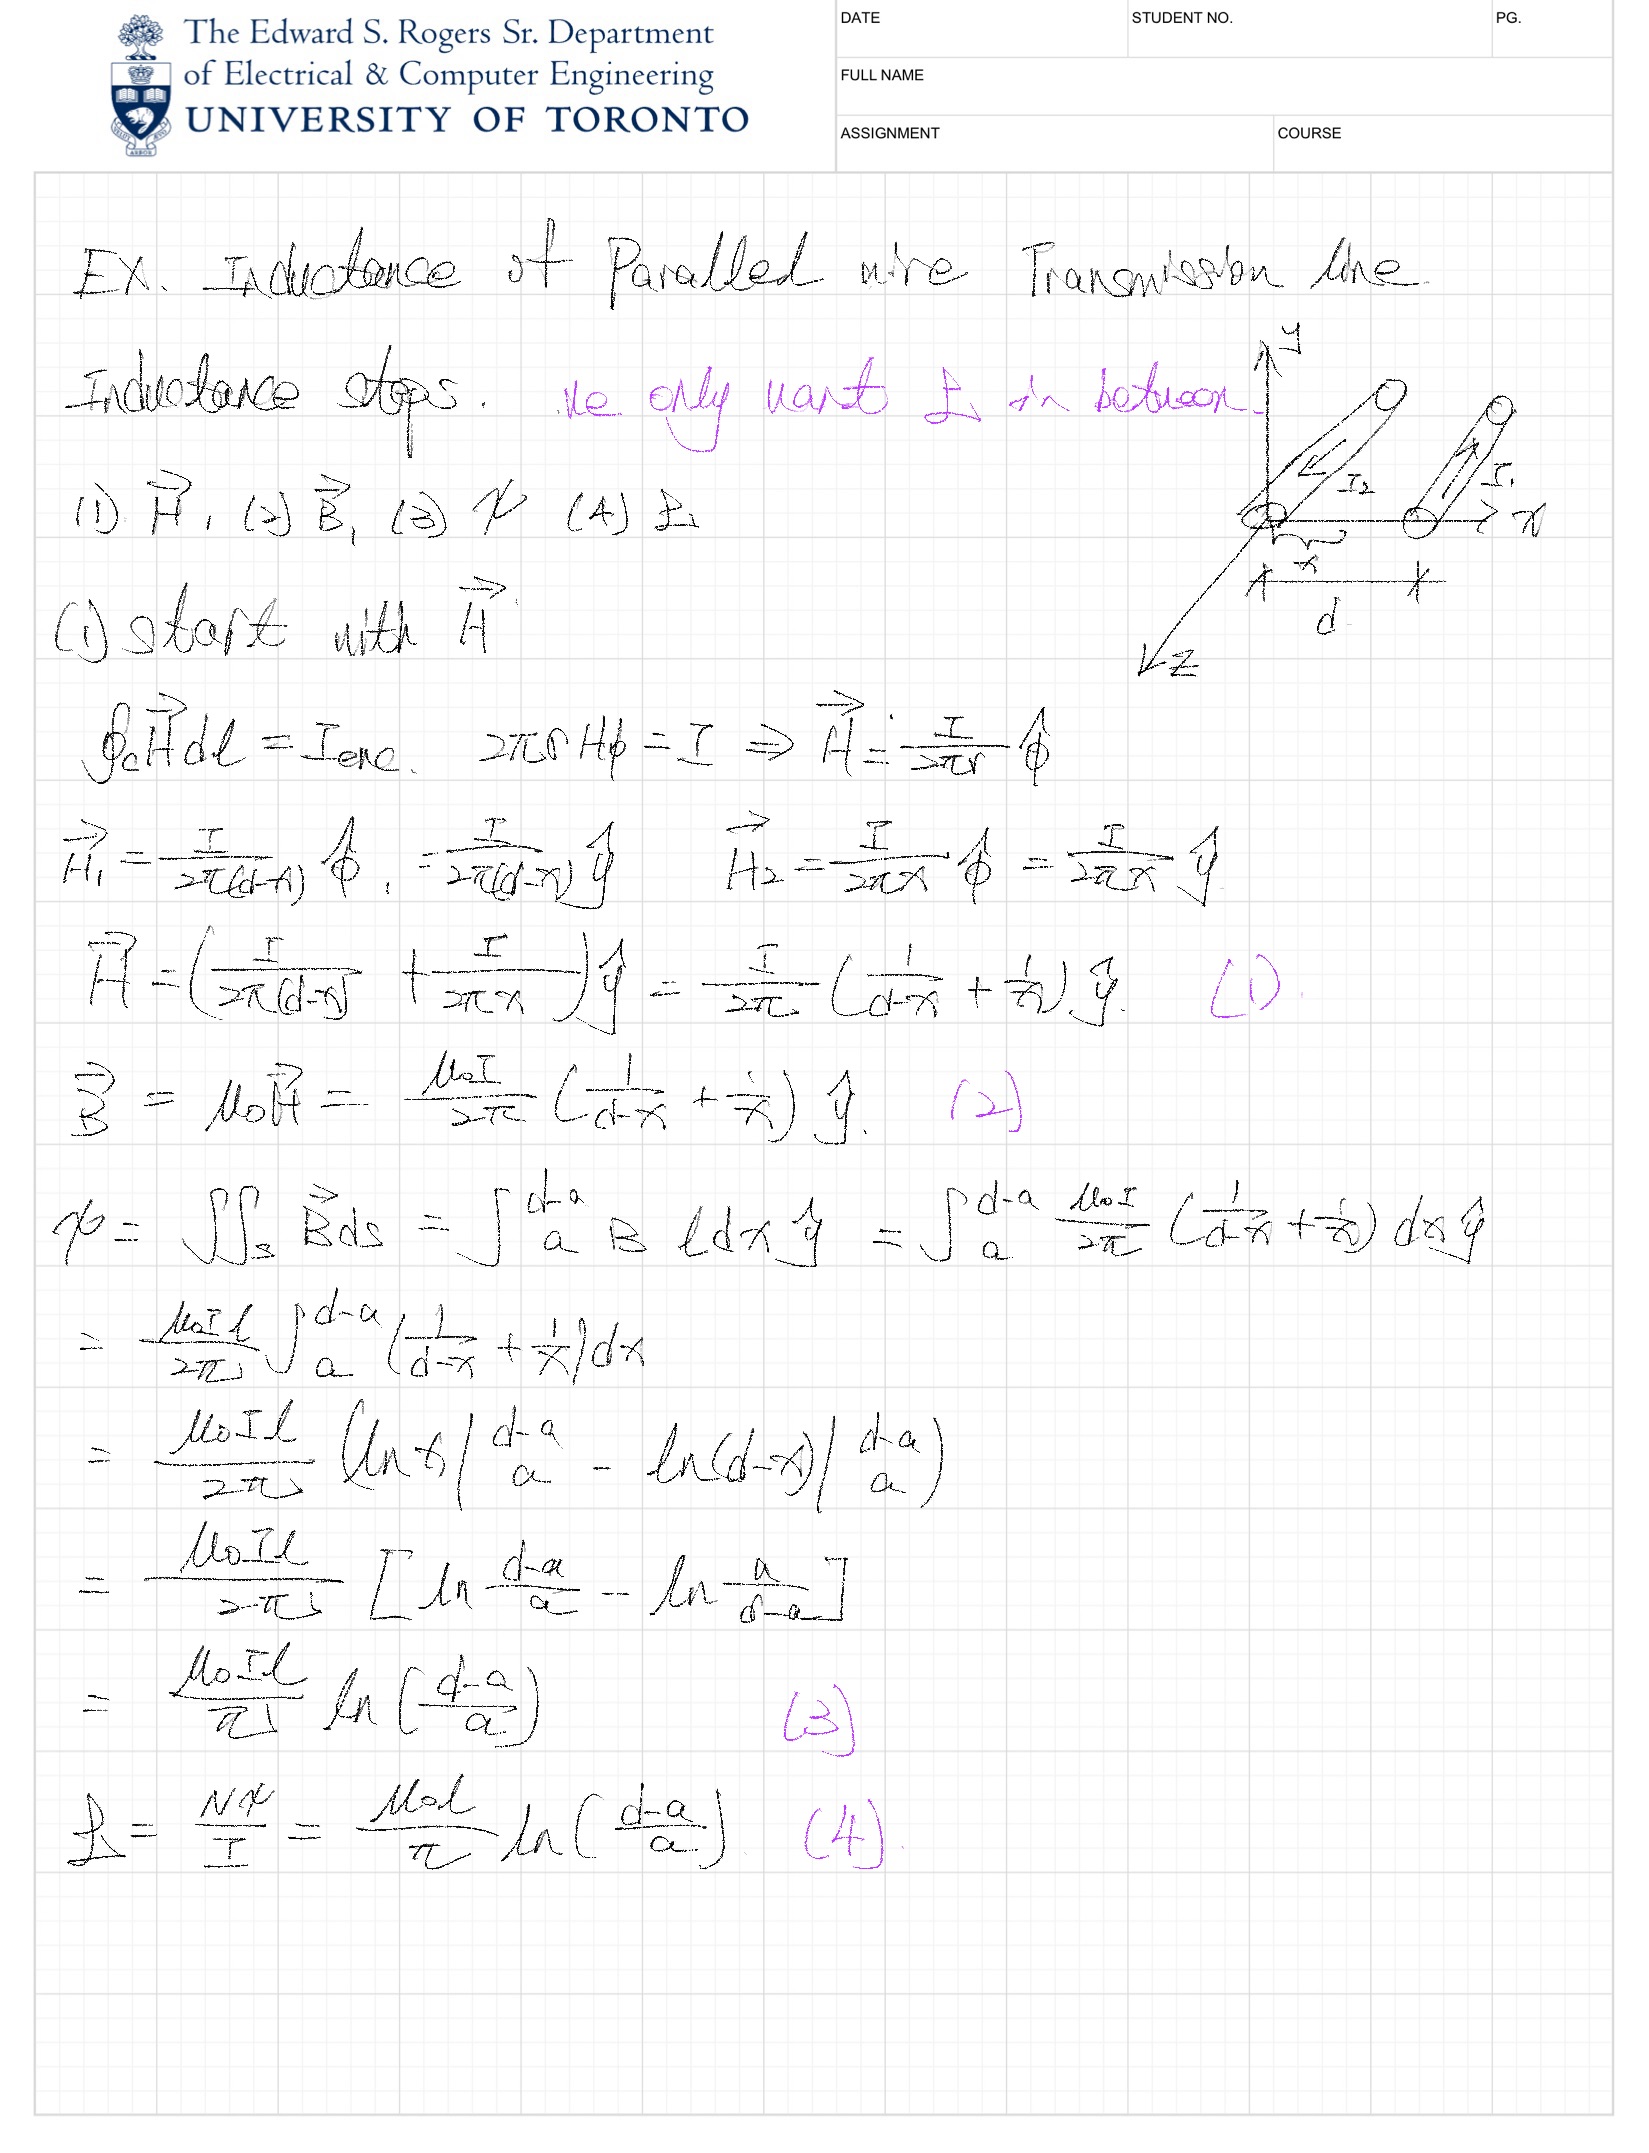 The Edward S. Rogers Sr. Department
of Electrical & Computer Engineering
UNIVERSITY OF TORONTO
DATE
STUDENT NO.
PG.
FULL NAME
ASSIGNMENT
COURSE
EX. Inductance of Paralled wire Transmission line.
Inductance steps. we only want L in between.
(1) H⃗, (2) B⃗, (3) ψ (4) L
y
I₂
I₁
x
x
d
z
(1) start with H⃗
∮c H⃗ dl = Ienc. 2πr Hϕ = I ⇒ H⃗ = I/(2πr) ϕ̂
H⃗₁ = I/(2π(d-x)) ϕ̂, = I/(2π(d-x)) ŷ H⃗₂ = I/(2πx) ϕ̂ = I/(2πx) ŷ
H⃗ = (I/(2π(d-x)) + I/(2πx)) ŷ = I/(2π) (1/(d-x) + 1/x) ŷ. (1).
B⃗ = μ₀H⃗ = μ₀I/(2π) (1/(d-x) + 1/x) ŷ. (2)
ψ = ∬s B⃗ ds = ∫ₐ^(d-a) B l dx ŷ = ∫ₐ^(d-a) μ₀I/(2π) (1/(d-x) + 1/x) dx ŷ
= μ₀Il/(2π) ∫ₐ^(d-a) (1/(d-x) + 1/x) dx
= μ₀Il/(2π) (ln x |ₐ^(d-a) - ln(d-x) |ₐ^(d-a))
= μ₀Il/(2π) [ln (d-a)/a - ln a/(d-a)]
= μ₀Il/π ln((d-a)/a) (3)
L = Nψ/I = μ₀l/π ln((d-a)/a) (4).